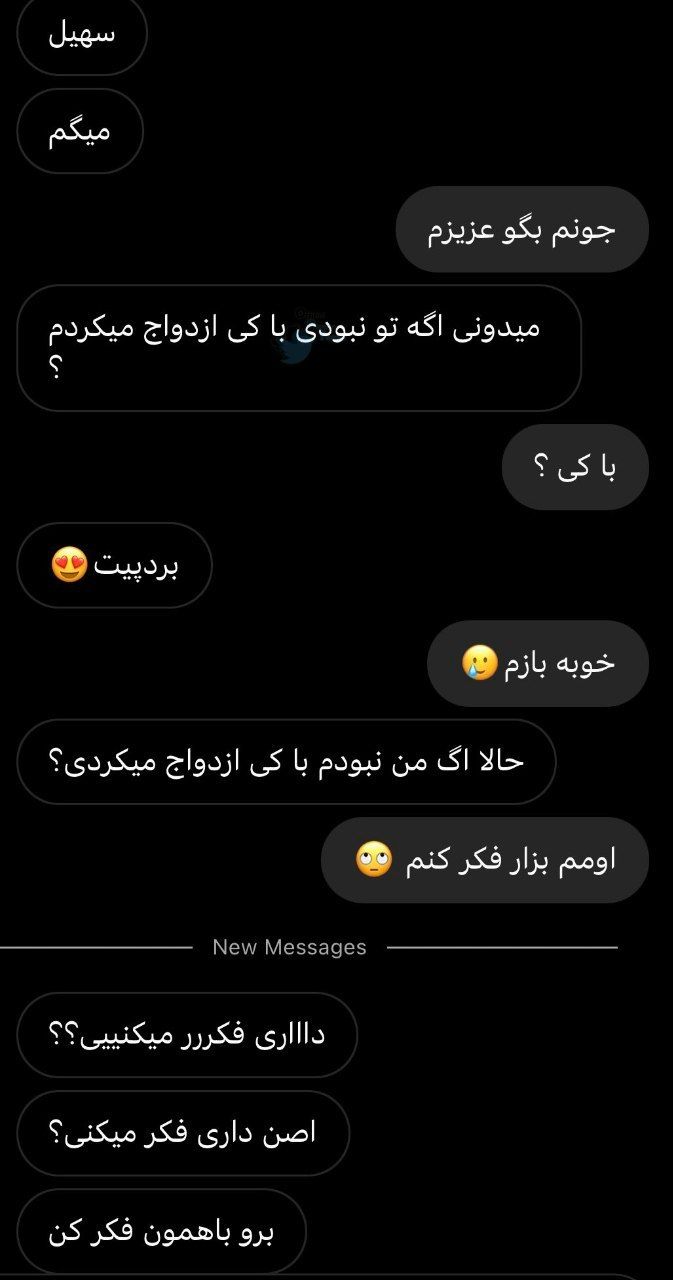 سهیل
میگم
جونم بگو عزیزم
میدونی اگه تو نبودی با کی ازدواج میکردم
؟
با کی ؟
بردپیت😍
خوبه بازم🥲
حالا اگ من نبودم با کی ازدواج میکردی؟
اومم بزار فکر کنم 🙄
New Messages
داااری فکررر میکنییی؟؟
اصن داری فکر میکنی؟
برو باهمون فکر کن